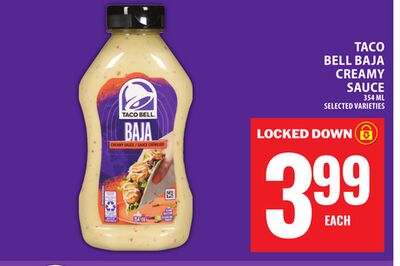 TACO
BELL BAJA
CREAMY
SAUCE
354 ML
SELECTED VARIETIES
LOCKED DOWN
3.99
EACH
TACO BELL
BAJA
CREAMY SAUCE / SAUCE CRÉMEUSE